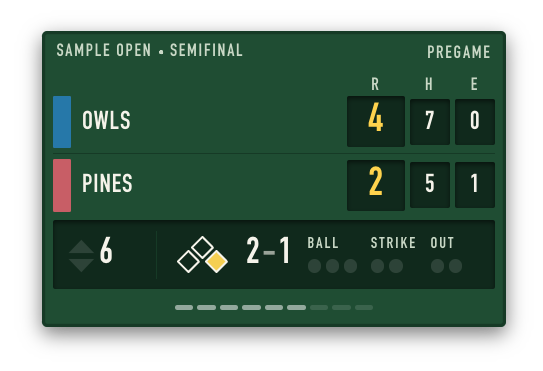 SAMPLE OPEN • SEMIFINAL PREGAME
R H E
OWLS 4 7 0
PINES 2 5 1
6 2-1 BALL STRIKE OUT